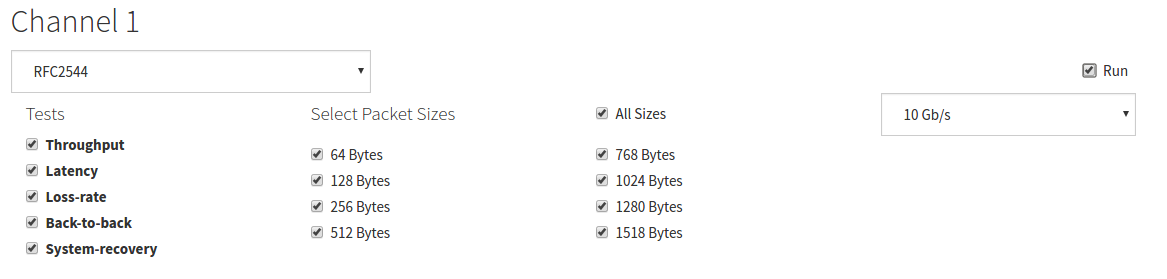 Channel 1
RFC2544
Run
Tests
Select Packet Sizes
All Sizes
10 Gb/s
Throughput
Latency
Loss-rate
Back-to-back
System-recovery
64 Bytes
128 Bytes
256 Bytes
512 Bytes
768 Bytes
1024 Bytes
1280 Bytes
1518 Bytes